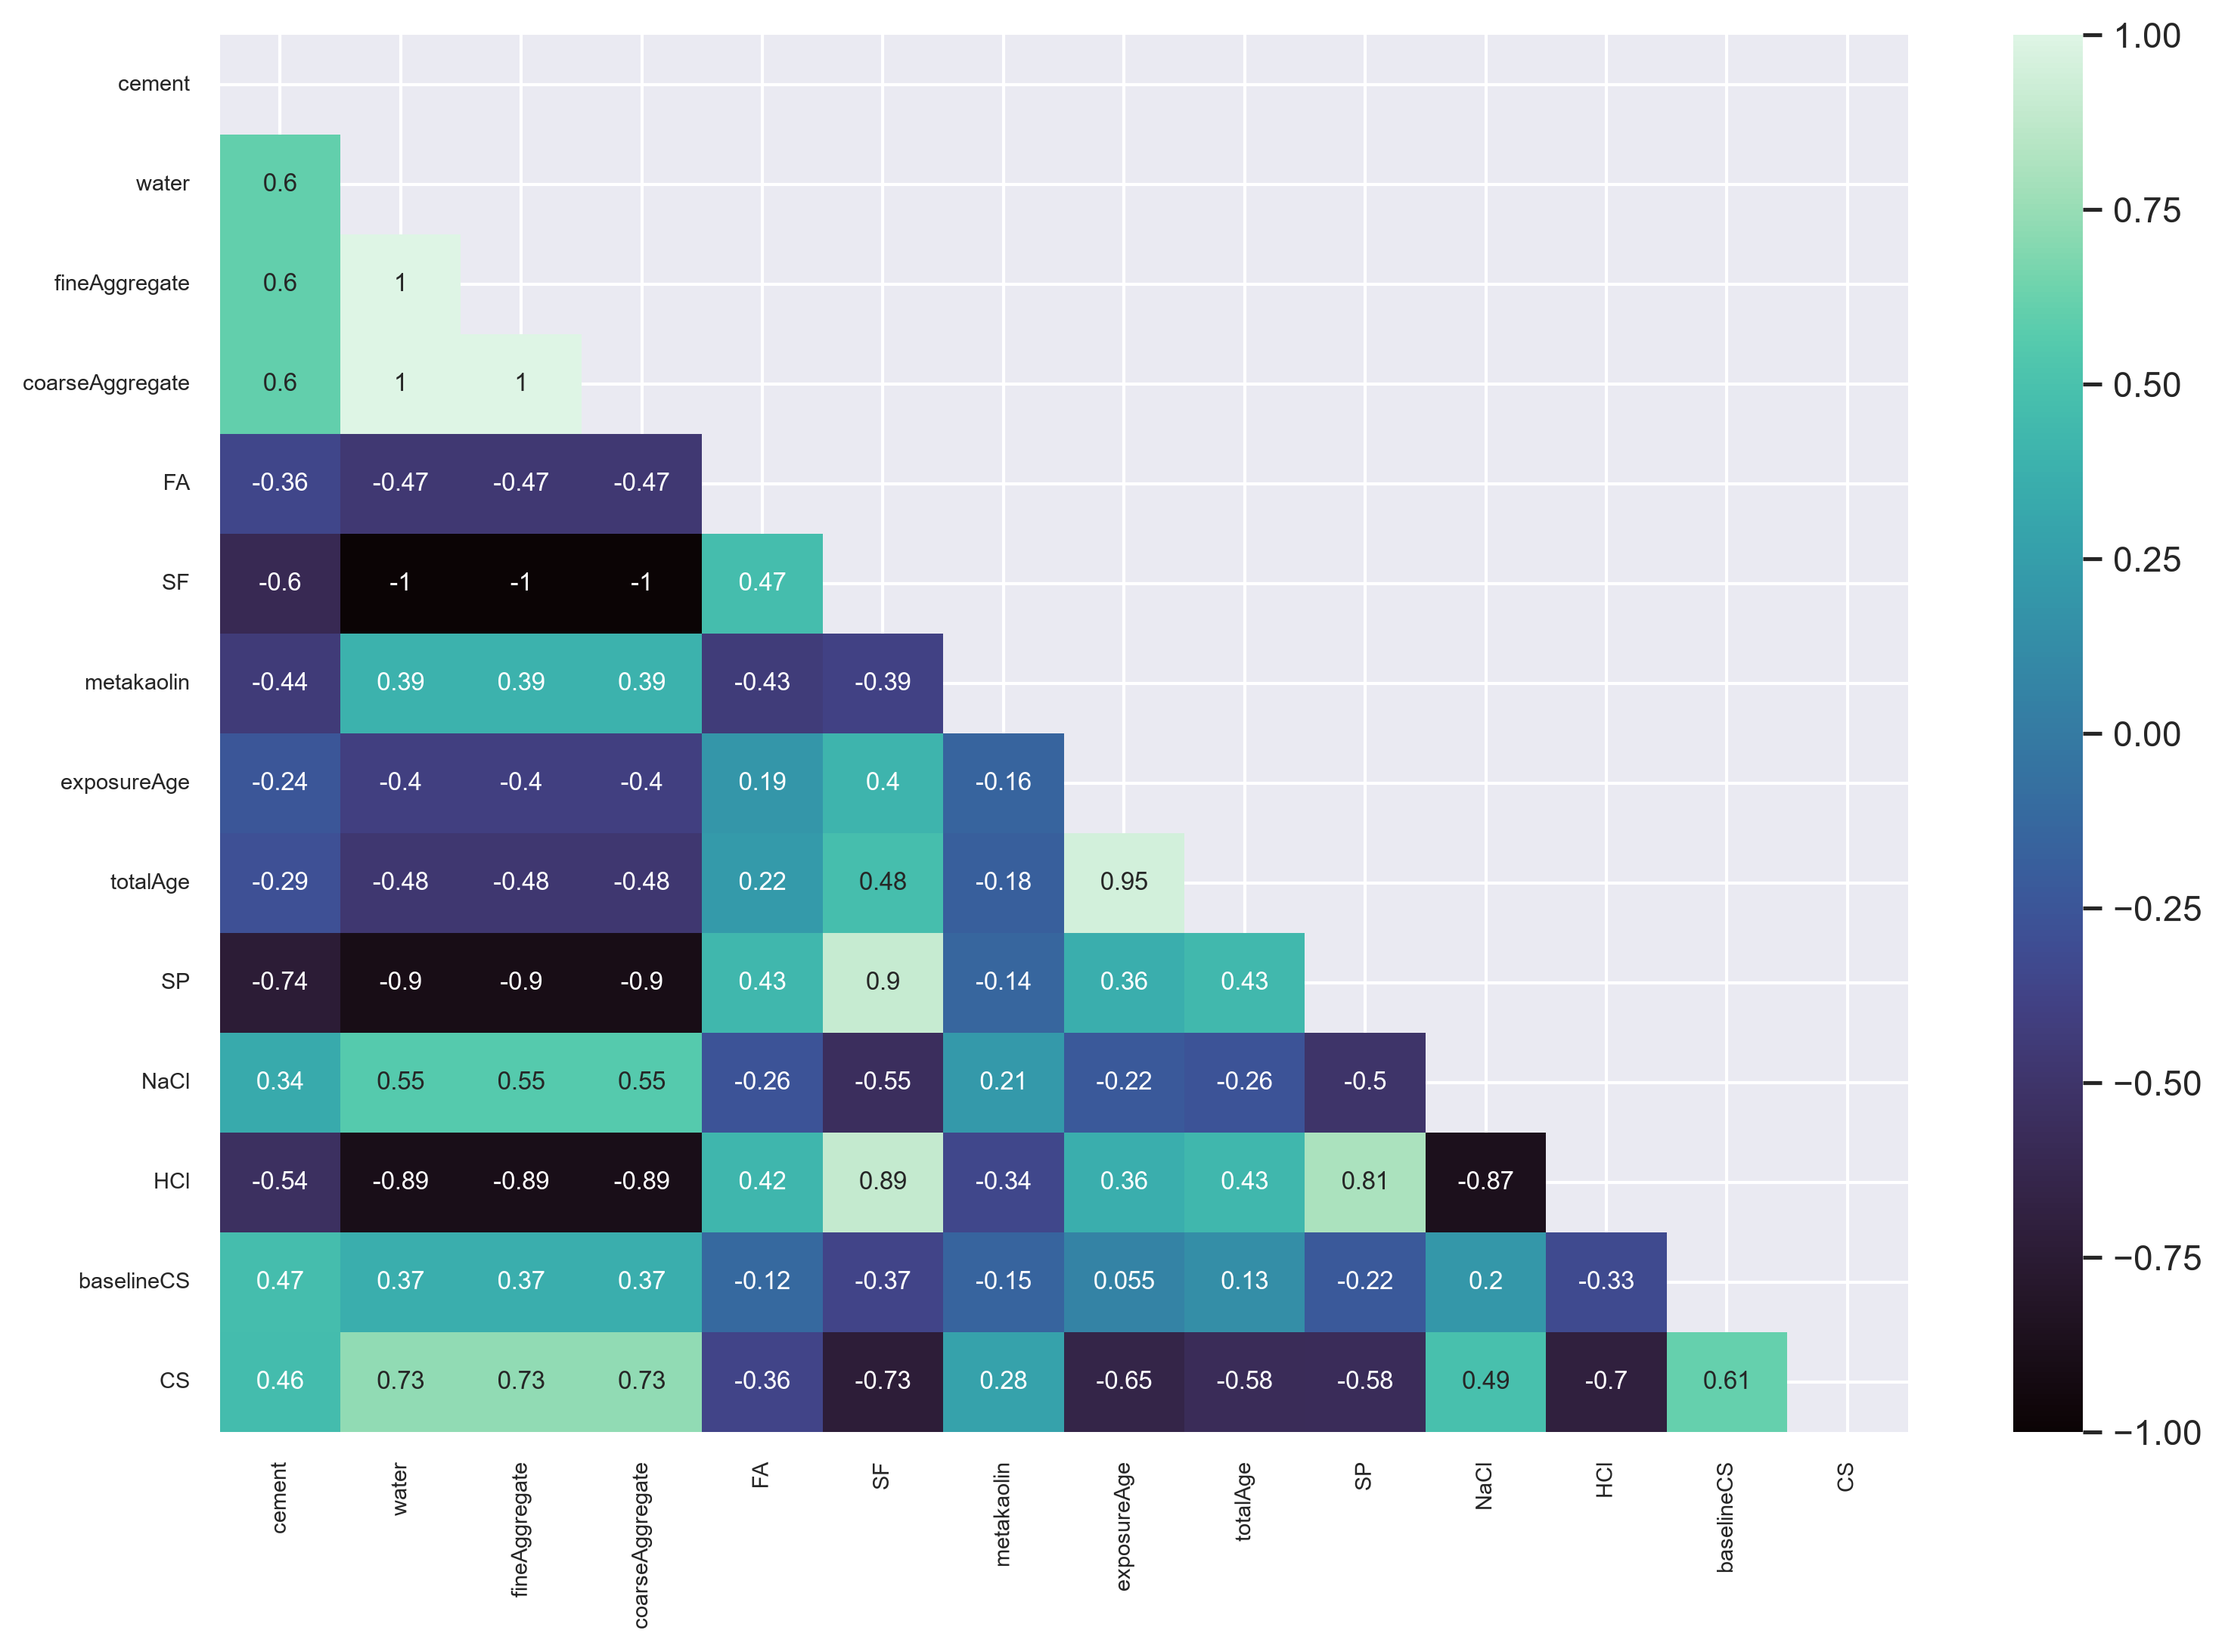 cement
water 0.6
fineAggregate 0.6 1
coarseAggregate 0.6 1 1
FA -0.36 -0.47 -0.47 -0.47
SF -0.6 -1 -1 -1 0.47
metakaolin -0.44 0.39 0.39 0.39 -0.43 -0.39
exposureAge -0.24 -0.4 -0.4 -0.4 0.19 0.4 -0.16
totalAge -0.29 -0.48 -0.48 -0.48 0.22 0.48 -0.18 0.95
SP -0.74 -0.9 -0.9 -0.9 0.43 0.9 -0.14 0.36 0.43
NaCl 0.34 0.55 0.55 0.55 -0.26 -0.55 0.21 -0.22 -0.26 -0.5
HCl -0.54 -0.89 -0.89 -0.89 0.42 0.89 -0.34 0.36 0.43 0.81 -0.87
baselineCS 0.47 0.37 0.37 0.37 -0.12 -0.37 -0.15 0.055 0.13 -0.22 0.2 -0.33
CS 0.46 0.73 0.73 0.73 -0.36 -0.73 0.28 -0.65 -0.58 -0.58 0.49 -0.7 0.61
cement water fineAggregate coarseAggregate FA SF metakaolin exposureAge totalAge SP NaCl HCl baselineCS CS
1.00
0.75
0.50
0.25
0.00
−0.25
−0.50
−0.75
−1.00